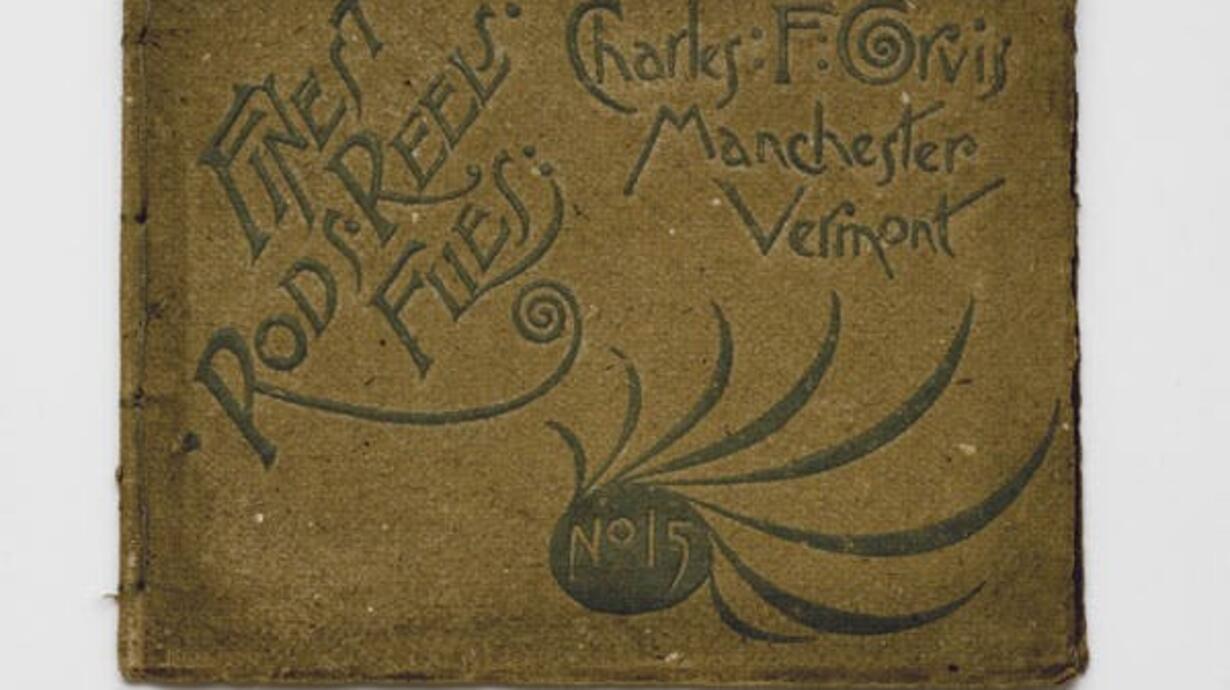 FINEST
RODS: REELS:
FLIES:
Charles: F: Orvis
Manchester
Vermont
No 15